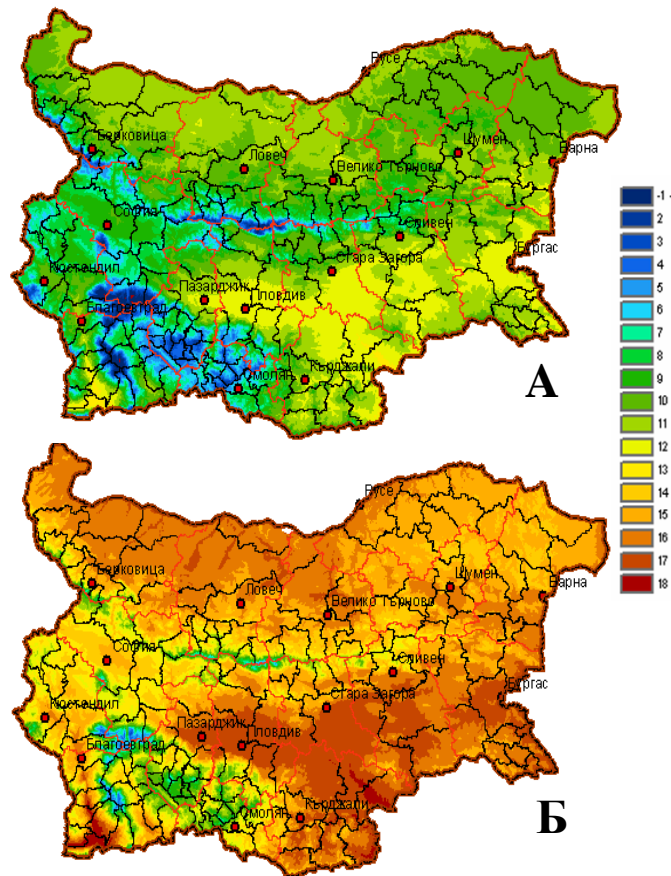 Русе
Берковица
Ловеч
Велико Търново
Шумен
Варна
София
Сливен
Бургас
Кюстендил
Стара Загора
Пазарджик
Пловдив
Благоевград
Смолян
Кърджали
А
-1
2
3
4
5
6
7
8
9
10
11
12
13
14
15
16
17
18
Русе
Берковица
Ловеч
Велико Търново
Шумен
Варна
София
Сливен
Бургас
Кюстендил
Стара Загора
Пазарджик
Пловдив
Благоевград
Смолян
Кърджали
Б